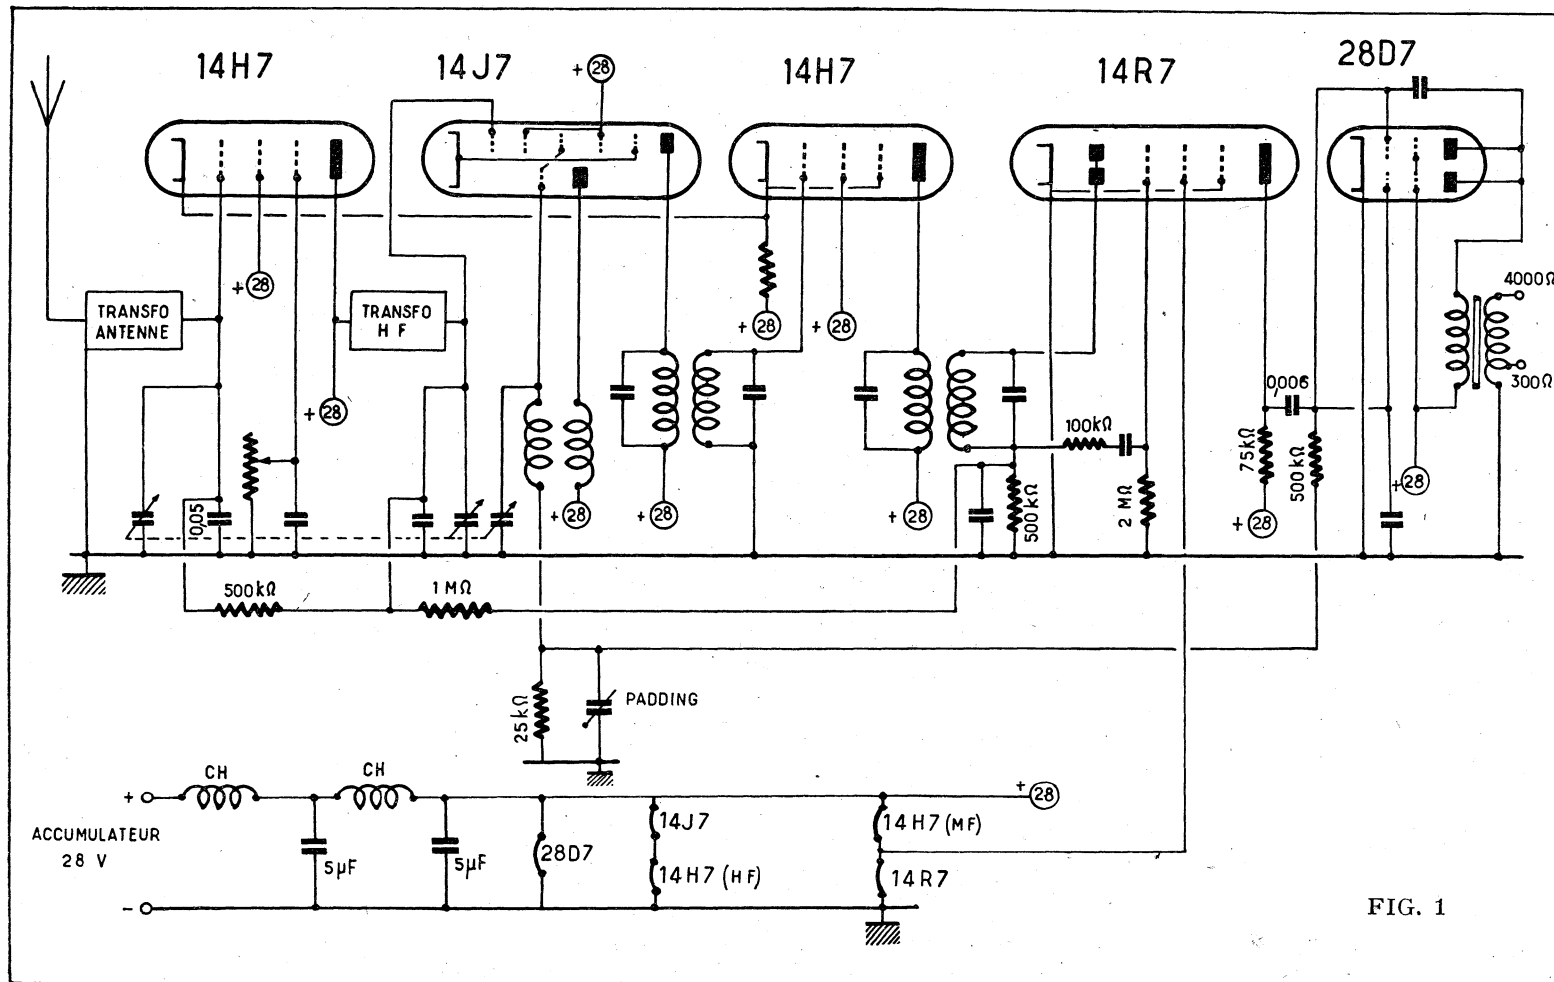 14H7
14J7
14H7
14R7
28D7
+ 28
+ 28
TRANSFO
ANTENNE
TRANSFO
H F
+ 28
+ 28
+ 28
4000Ω
300Ω
0,05
+ 28
+ 28
+ 28
100kΩ
500kΩ
2 MΩ
75kΩ
+ 28
0,006
500kΩ
+ 28
500kΩ
1 MΩ
25kΩ
PADDING
CH
CH
+
ACCUMULATEUR
28 V
-
5µF
5µF
28D7
14J7
14H7 (HF)
14H7 (MF)
14R7
+ 28
FIG. 1